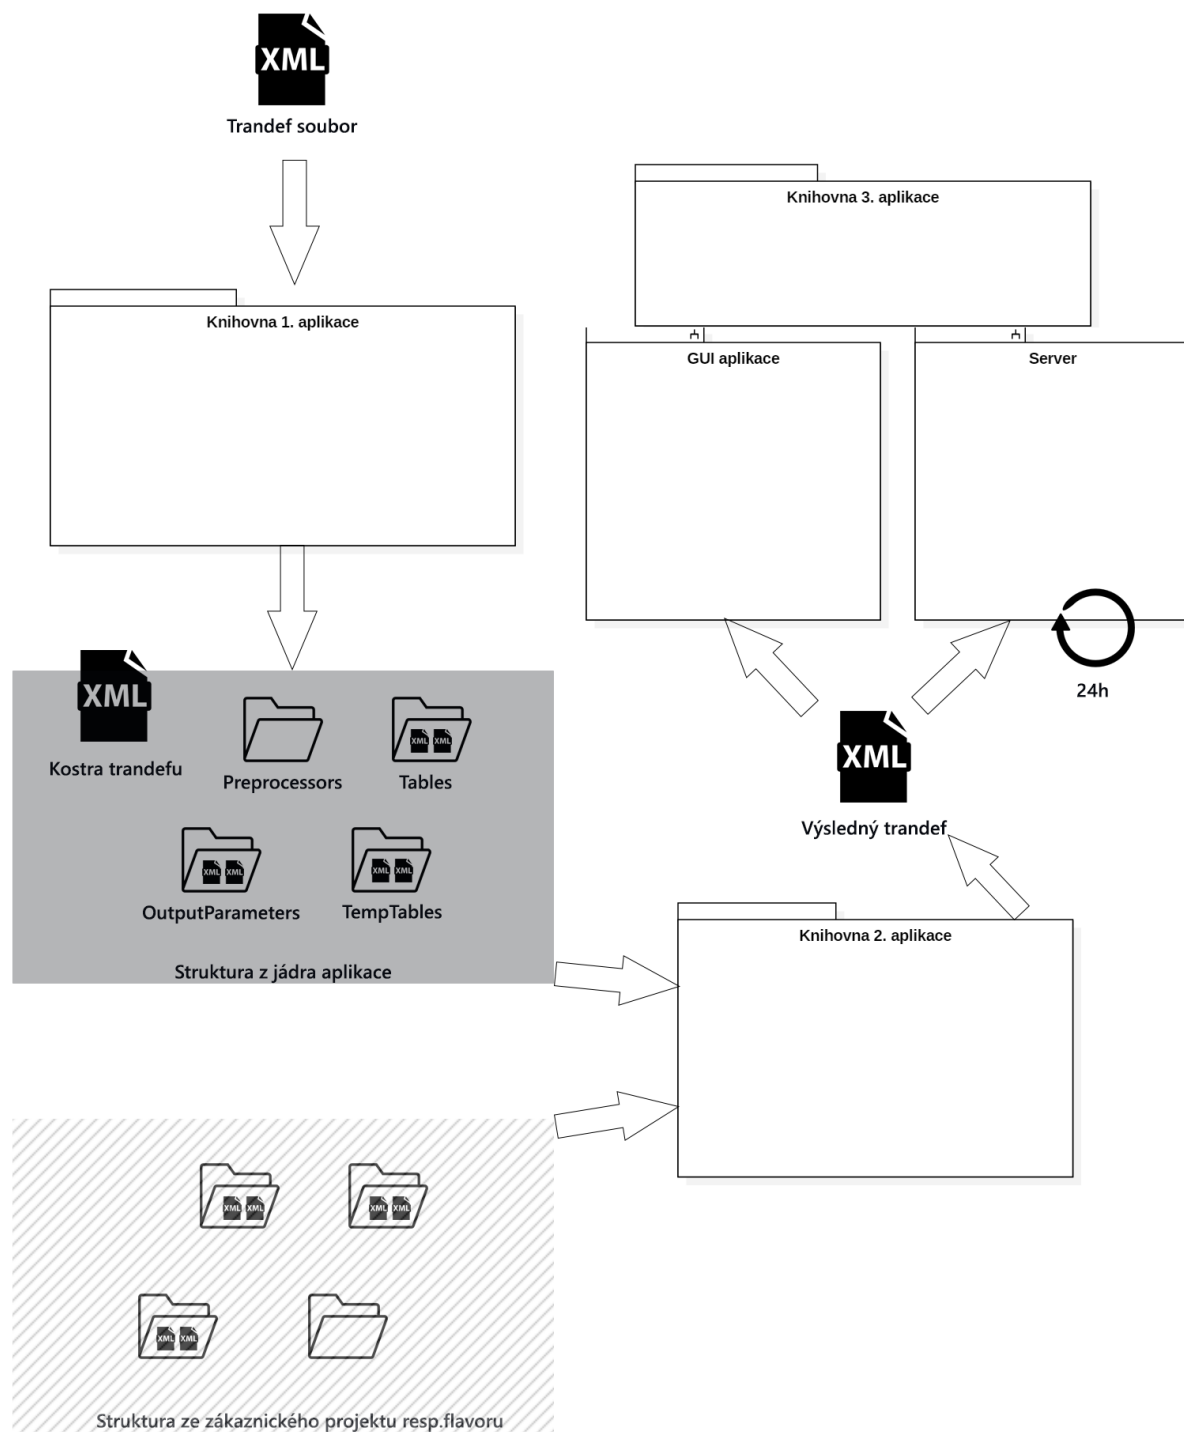 XML
Trandef soubor
Knihovna 1. aplikace
Knihovna 3. aplikace
GUI aplikace
Server
24h
XML
Kostra trandefu
Preprocessors
XML XML
Tables
XML XML
OutputParameters
XML XML
TempTables
Struktura z jádra aplikace
XML
Výsledný trandef
Knihovna 2. aplikace
XML XML
XML XML
XML XML
Struktura ze zákaznického projektu resp.flavoru